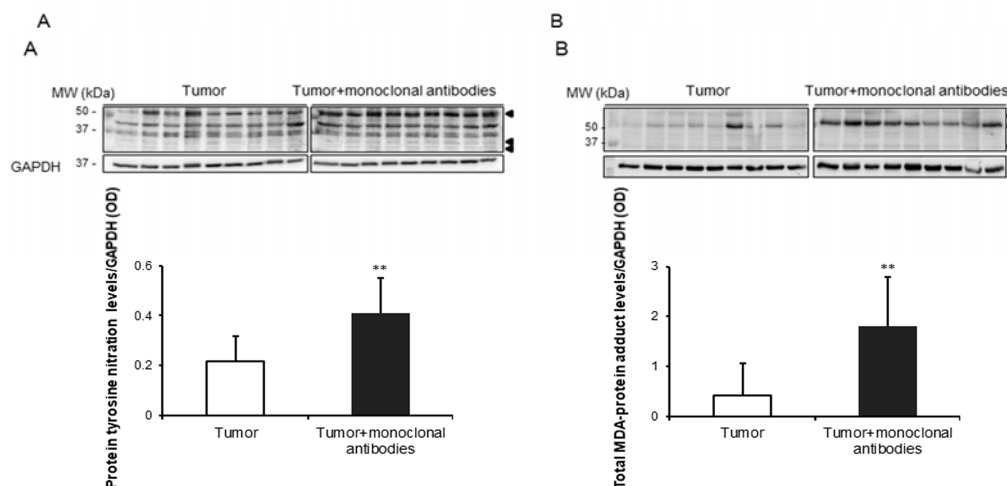 A
A
MW (kDa)
Tumor
Tumor+monoclonal antibodies
50 -
37 -
GAPDH
37 -
Protein tyrosine nitration levels/GAPDH (OD)
0.6
0.4
0.2
0
**
Tumor
Tumor+monoclonal
antibodies
B
B
MW (kDa)
Tumor
Tumor+monoclonal antibodies
50 -
37 -
Total MDA-protein adduct levels/GAPDH (OD)
3
2
1
0
**
Tumor
Tumor+monoclonal
antibodies